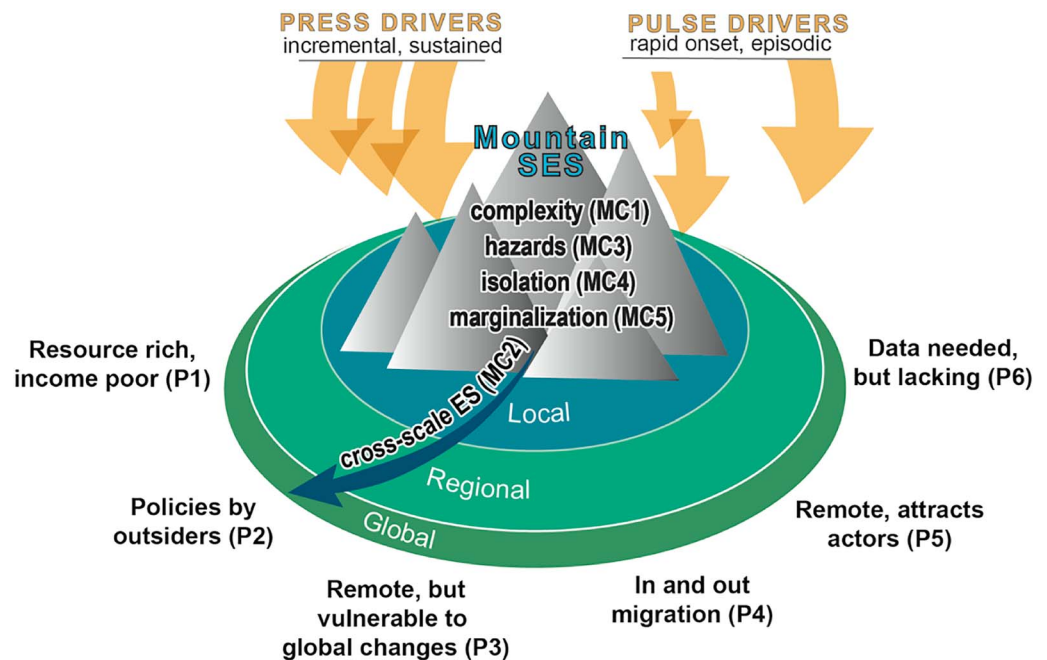 PRESS DRIVERS
incremental, sustained
PULSE DRIVERS
rapid onset, episodic
Mountain
SES
complexity (MC1)
hazards (MC3)
isolation (MC4)
marginalization (MC5)
cross-scale ES (MC2)
Local
Regional
Global
Resource rich,
income poor (P1)
Policies by
outsiders (P2)
Remote, but
vulnerable to
global changes (P3)
In and out
migration (P4)
Remote, attracts
actors (P5)
Data needed,
but lacking (P6)